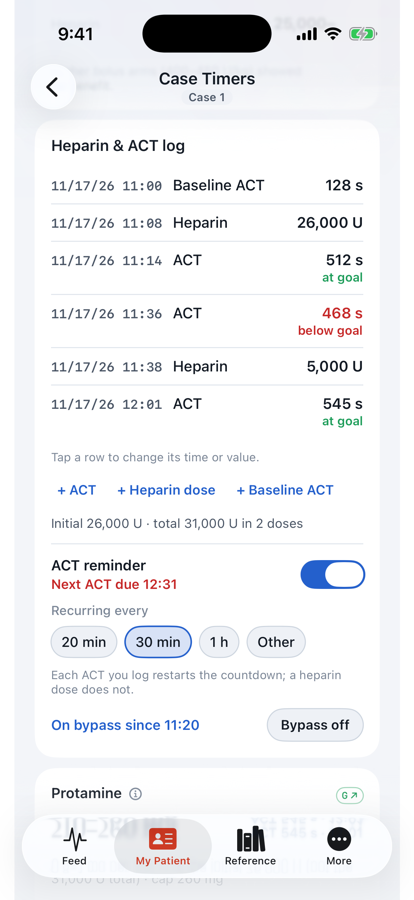 9:41
Case Timers
Case 1
Heparin & ACT log
11/17/26 11:00 Baseline ACT 128 s
11/17/26 11:08 Heparin 26,000 U
11/17/26 11:14 ACT 512 s
at goal
11/17/26 11:36 ACT 468 s
below goal
11/17/26 11:38 Heparin 5,000 U
11/17/26 12:01 ACT 545 s
at goal
Tap a row to change its time or value.
+ ACT + Heparin dose + Baseline ACT
Initial 26,000 U · total 31,000 U in 2 doses
ACT reminder
Next ACT due 12:31
Recurring every
20 min 30 min 1 h Other
Each ACT you log restarts the countdown; a heparin
dose does not.
On bypass since 11:20 Bypass off
Protamine G↗
Feed My Patient Reference More
31,000 U total) · cap 260 mg